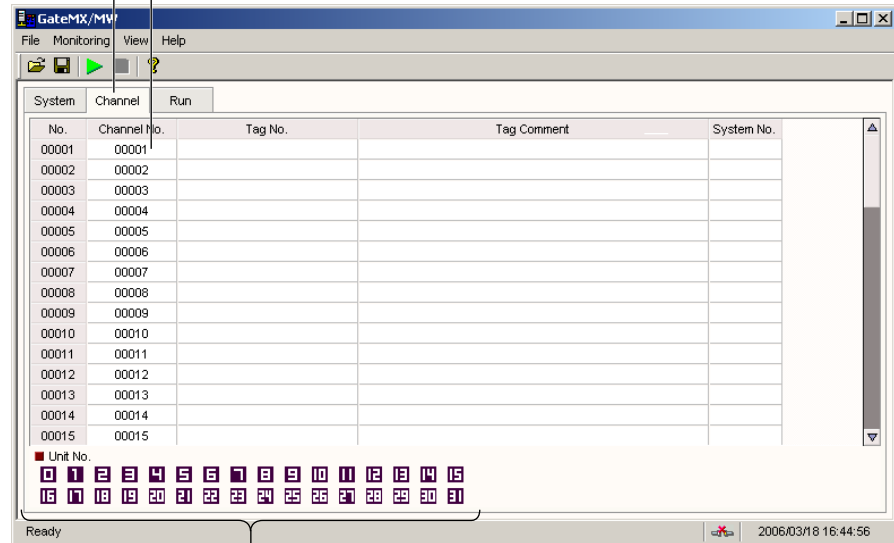 GateMX/MW
File Monitoring View Help
System Channel Run
No. Channel No. Tag No. Tag Comment System No.
00001 00001
00002 00002
00003 00003
00004 00004
00005 00005
00006 00006
00007 00007
00008 00008
00009 00009
00010 00010
00011 00011
00012 00012
00013 00013
00014 00014
00015 00015
Unit No.
0 1 2 3 4 5 6 7 8 9 10 11 12 13 14 15
16 17 18 19 20 21 22 23 24 25 26 27 28 29 30 31
Ready 2006/03/18 16:44:56